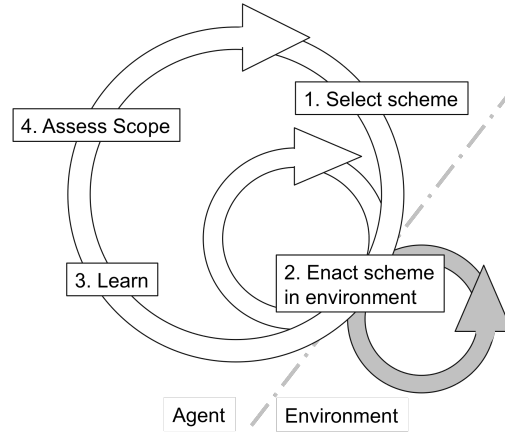 1. Select scheme
4. Assess Scope
2. Enact scheme
in environment
3. Learn
Agent
Environment